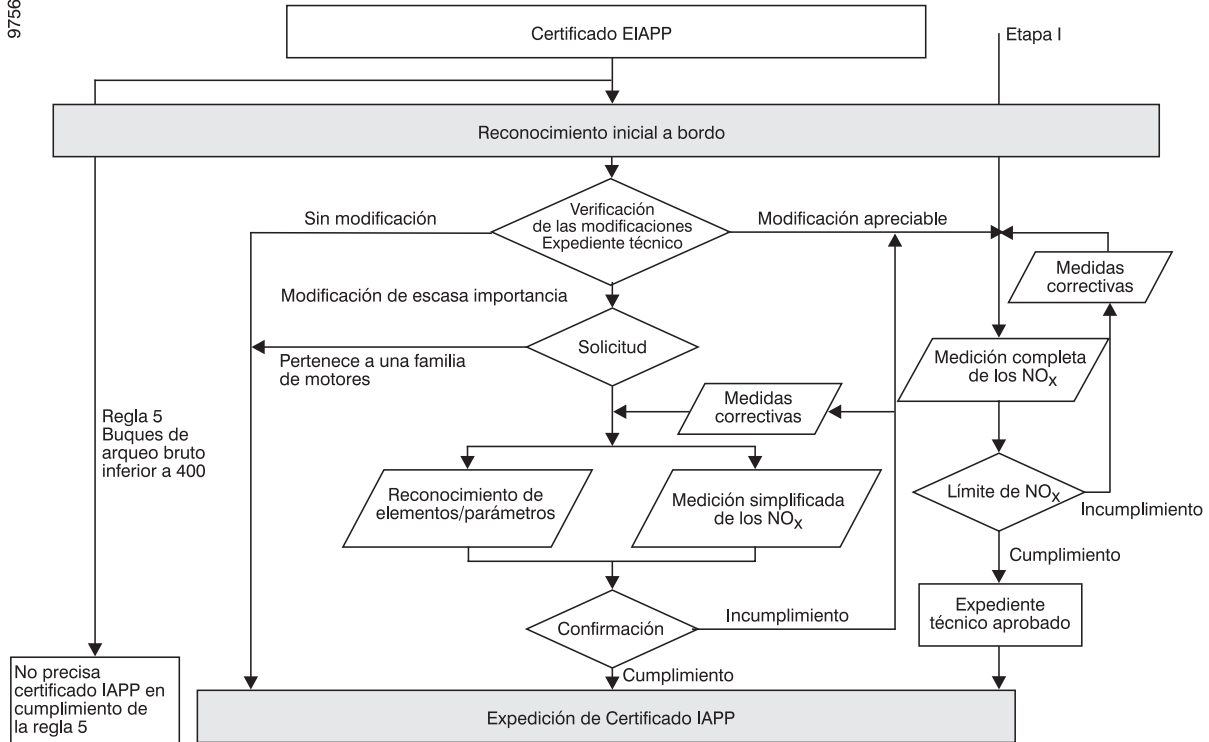 9756
Certificado EIAPP
Etapa I
Reconocimiento inicial a bordo
Sin modificación
Verificación
de las modificaciones
Expediente técnico
Modificación apreciable
Medidas
correctivas
Modificación de escasa importancia
Solicitud
Pertenece a una familia
de motores
Medición completa
de los NOx
Medidas
correctivas
Regla 5
Buques de
arqueo bruto
inferior a 400
Reconocimiento de
elementos/parámetros
Medición simplificada
de los NOx
Límite de NOx
Incumplimiento
Cumplimiento
Expediente
técnico aprobado
Confirmación
Incumplimiento
Cumplimiento
No precisa
certificado IAPP en
cumplimiento de
la regla 5
Expedición de Certificado IAPP